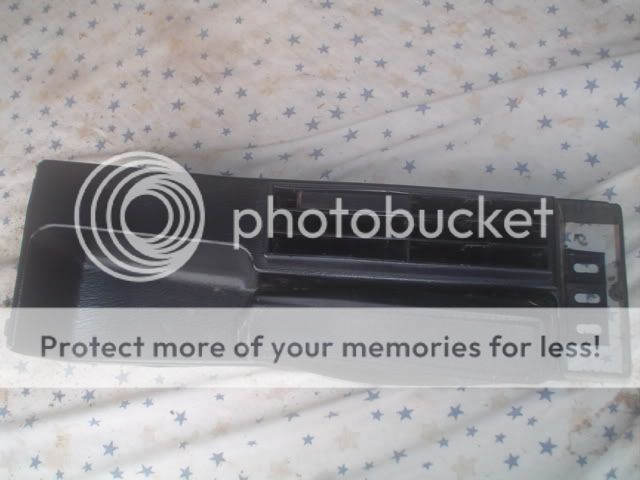 photobucket
Protect more of your memories for less!